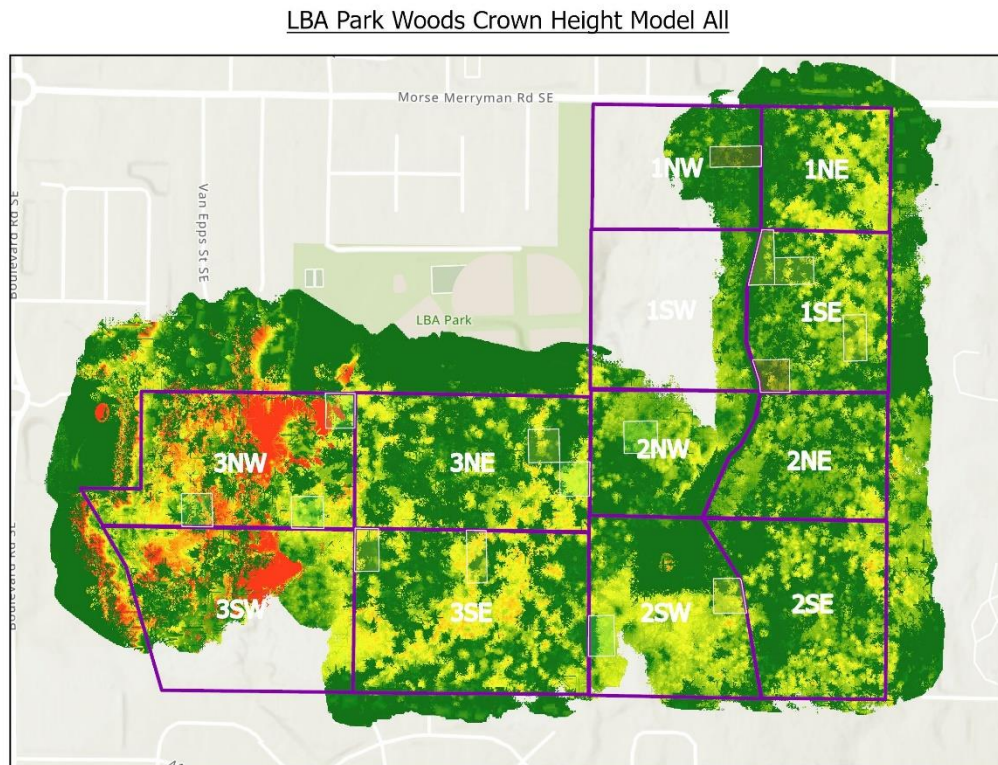 LBA Park Woods Crown Height Model All
Morse Merryman Rd SE
Boulevard Rd SE
Van Epps St SE
1NW
1NE
1SW
1SE
LBA Park
3NW
3NE
2NW
2NE
3SW
3SE
2SW
2SE
Boulevard Rd SE